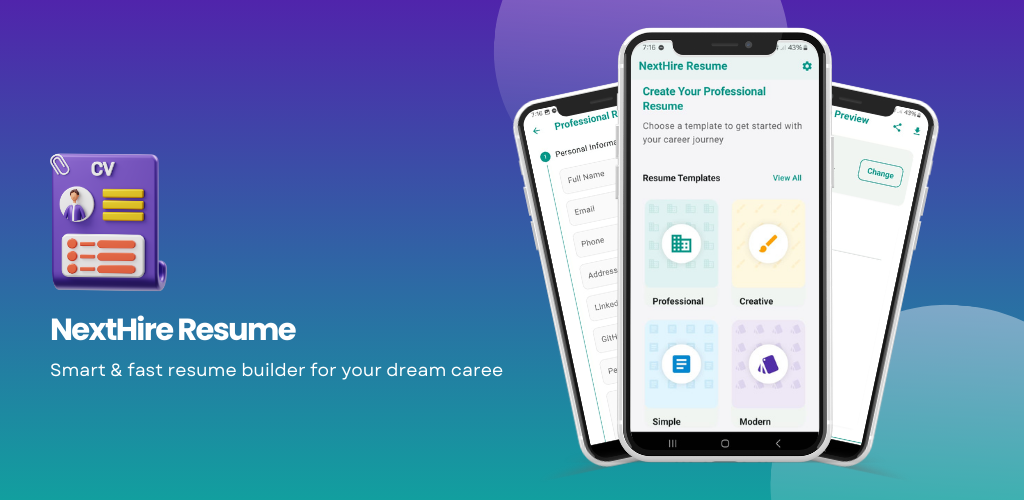 CV
NextHire Resume
Smart & fast resume builder for your dream caree
7:16
Professional R
1
Personal Informa
Full Name
Email
Phone
Address
Linked
GitH
Pe
7:16
43%
NextHire Resume
Create Your Professional
Resume
Choose a template to get started with
your career journey
Resume Templates
View All
Professional
Creative
Simple
Modern
43%
Preview
Change